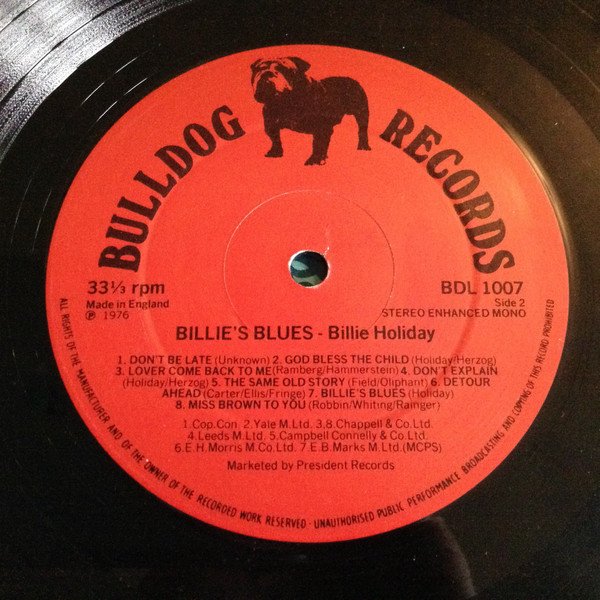 BULLDOG RECORDS
33⅓ rpm
Made in England
℗ 1976
BDL 1007
Side 2
STEREO ENHANCED MONO
BILLIE'S BLUES - Billie Holiday
1. DON'T BE LATE (Unknown) 2. GOD BLESS THE CHILD (Holiday/Herzog)
3. LOVER COME BACK TO ME (Ramberg/Hammerstein) 4. DON'T EXPLAIN
(Holiday/Herzog) 5. THE SAME OLD STORY (Field/Oliphant) 6. DETOUR
AHEAD (Carter/Ellis/Fringe) 7. BILLIE'S BLUES (Holiday)
8. MISS BROWN TO YOU (Robbin/Whiting/Rainger)
1.Cop.Con. 2.Yale M.Ltd. 3.8.Chappell & Co.Ltd.
4.Leeds M.Ltd. 5.Campbell Connelly & Co.Ltd.
6.E.H.Morris M.Co.Ltd. 7.E.B.Marks M.Ltd.(MCPS)
Marketed by President Records
ALL RIGHTS OF THE MANUFACTURER AND OF THE OWNER OF THE RECORDED WORK RESERVED · UNAUTHORISED PUBLIC PERFORMANCE BROADCASTING AND COPYING OF THIS RECORD PROHIBITED